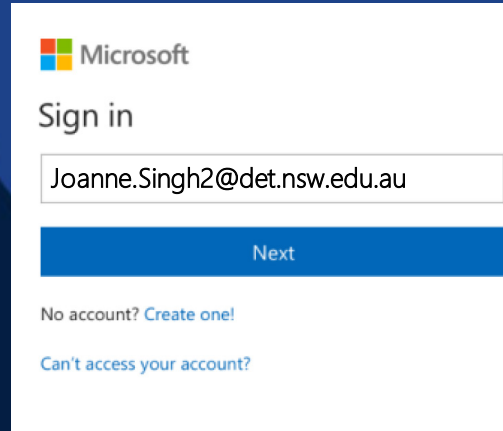 Microsoft
Sign in
Joanne.Singh2@det.nsw.edu.au
Next
No account? Create one!
Can't access your account?